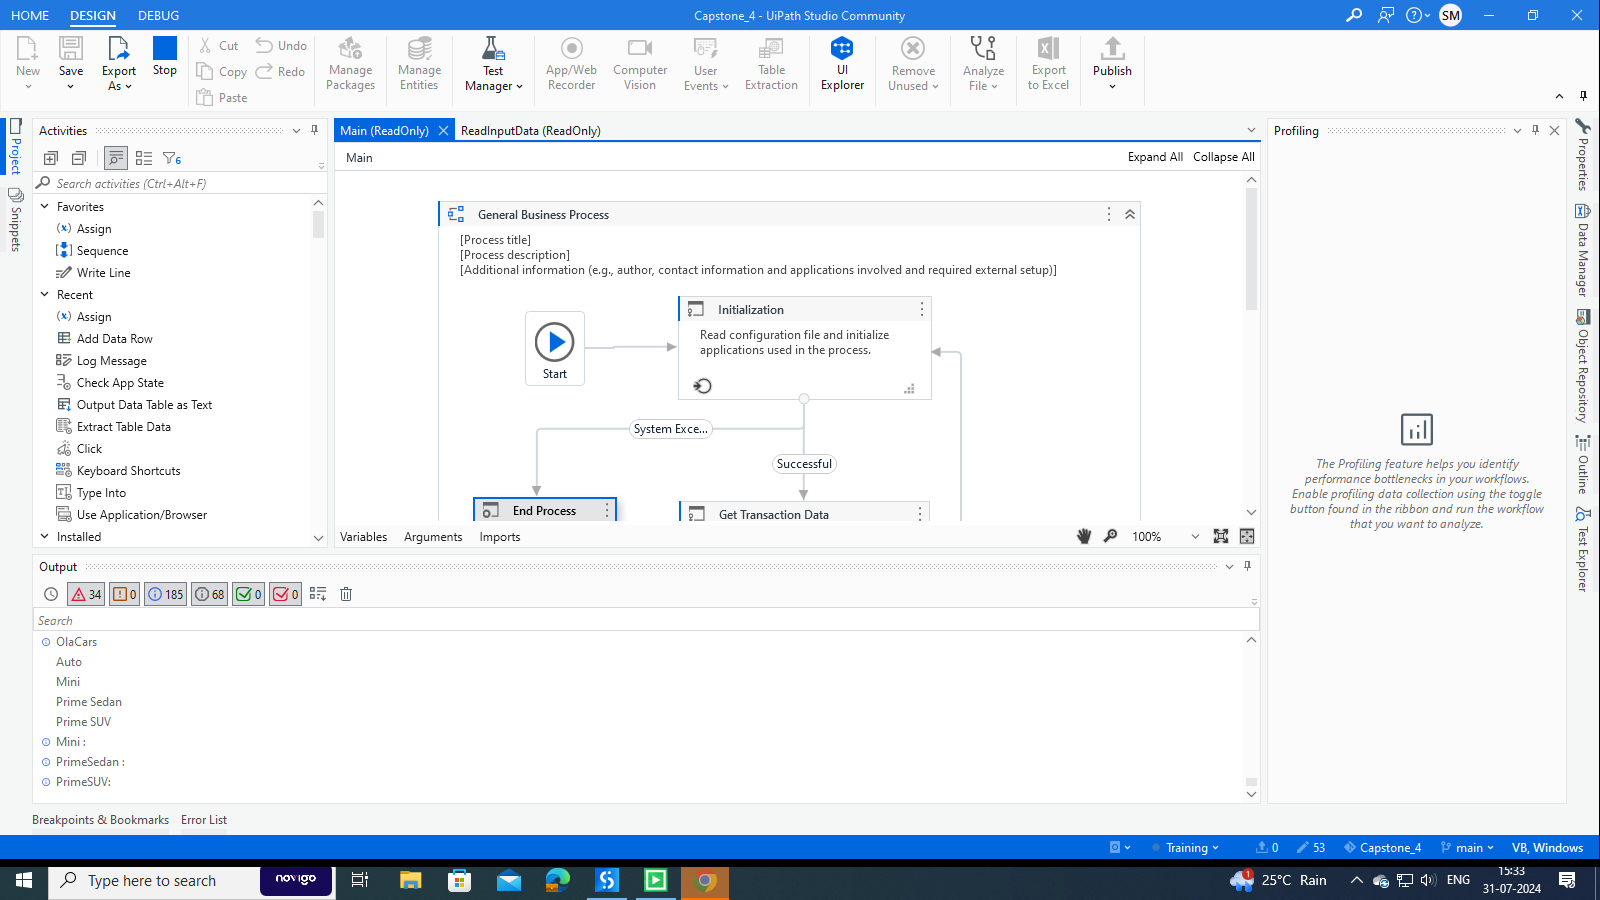 HOME DESIGN DEBUG
Capstone_4 - UiPath Studio Community
SM
New
Save
Export As
Stop
Cut
Copy
Paste
Undo
Redo
Manage Packages
Manage Entities
Test Manager
App/Web Recorder
Computer Vision
User Events
Table Extraction
UI Explorer
Remove Unused
Analyze File
Export to Excel
Publish
Project
Snippets
Activities
6
Search activities (Ctrl+Alt+F)
Favorites
Assign
Sequence
Write Line
Recent
Assign
Add Data Row
Log Message
Check App State
Output Data Table as Text
Extract Table Data
Click
Keyboard Shortcuts
Type Into
Use Application/Browser
Installed
Main (ReadOnly) ReadInputData (ReadOnly)
Main
Expand All Collapse All
General Business Process
[Process title]
[Process description]
[Additional information (e.g., author, contact information and applications involved and required external setup)]
Start
Initialization
Read configuration file and initialize
applications used in the process.
System Exce...
Successful
End Process
Get Transaction Data
Variables Arguments Imports
100%
Profiling
The Profiling feature helps you identify
performance bottlenecks in your workflows.
Enable profiling data collection using the toggle
button found in the ribbon and run the workflow
that you want to analyze.
Properties
Data Manager
Object Repository
Outline
Test Explorer
Output
34 0 185 68 0 0
Search
OlaCars
Auto
Mini
Prime Sedan
Prime SUV
Mini :
PrimeSedan :
PrimeSUV:
Breakpoints & Bookmarks Error List
Training 0 53 Capstone_4 main VB, Windows
Type here to search
novigo
1
25°C Rain
ENG
15:33
31-07-2024